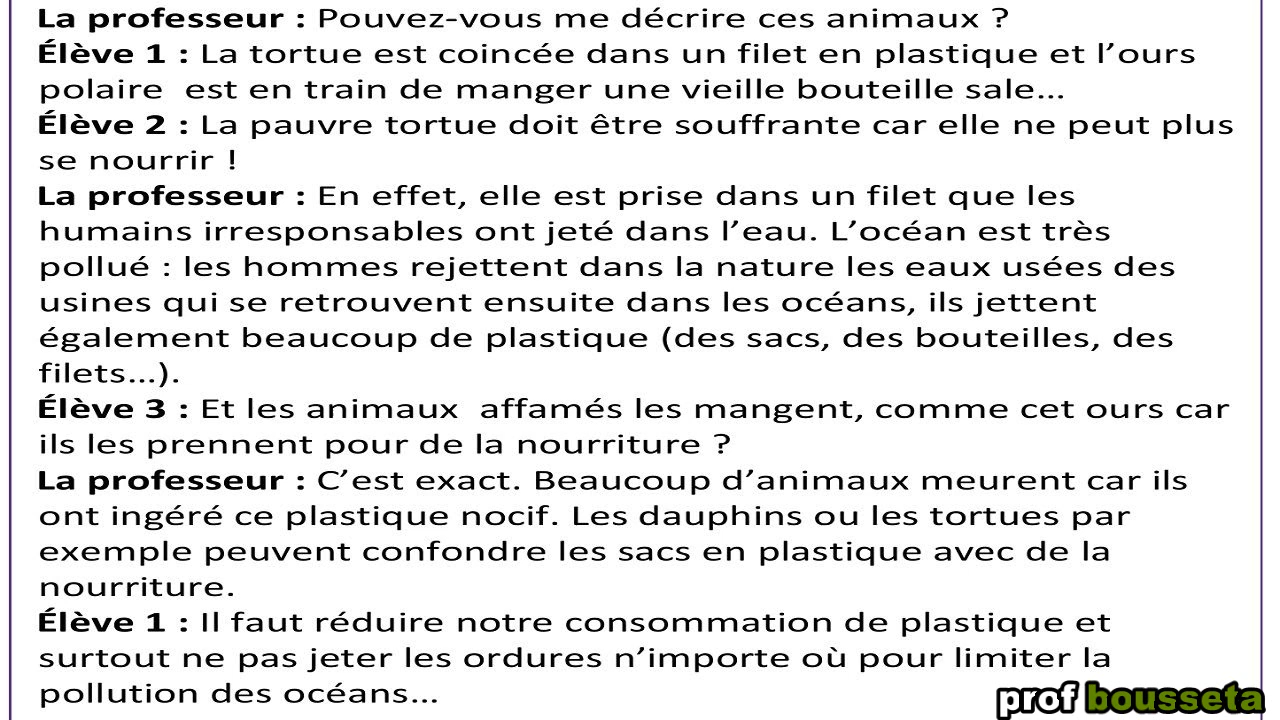 La professeur : Pouvez-vous me décrire ces animaux ?
Élève 1 : La tortue est coincée dans un filet en plastique et l’ours
polaire  est en train de manger une vieille bouteille sale...
Élève 2 : La pauvre tortue doit être souffrante car elle ne peut plus
se nourrir !
La professeur : En effet, elle est prise dans un filet que les
humains irresponsables ont jeté dans l’eau. L’océan est très
pollué : les hommes rejettent dans la nature les eaux usées des
usines qui se retrouvent ensuite dans les océans, ils jettent
également beaucoup de plastique (des sacs, des bouteilles, des
filets...).
Élève 3 : Et les animaux  affamés les mangent, comme cet ours car
ils les prennent pour de la nourriture ?
La professeur : C’est exact. Beaucoup d’animaux meurent car ils
ont ingéré ce plastique nocif. Les dauphins ou les tortues par
exemple peuvent confondre les sacs en plastique avec de la
nourriture.
Élève 1 : Il faut réduire notre consommation de plastique et
surtout ne pas jeter les ordures n’importe où pour limiter la
pollution des océans...
prof bousseta